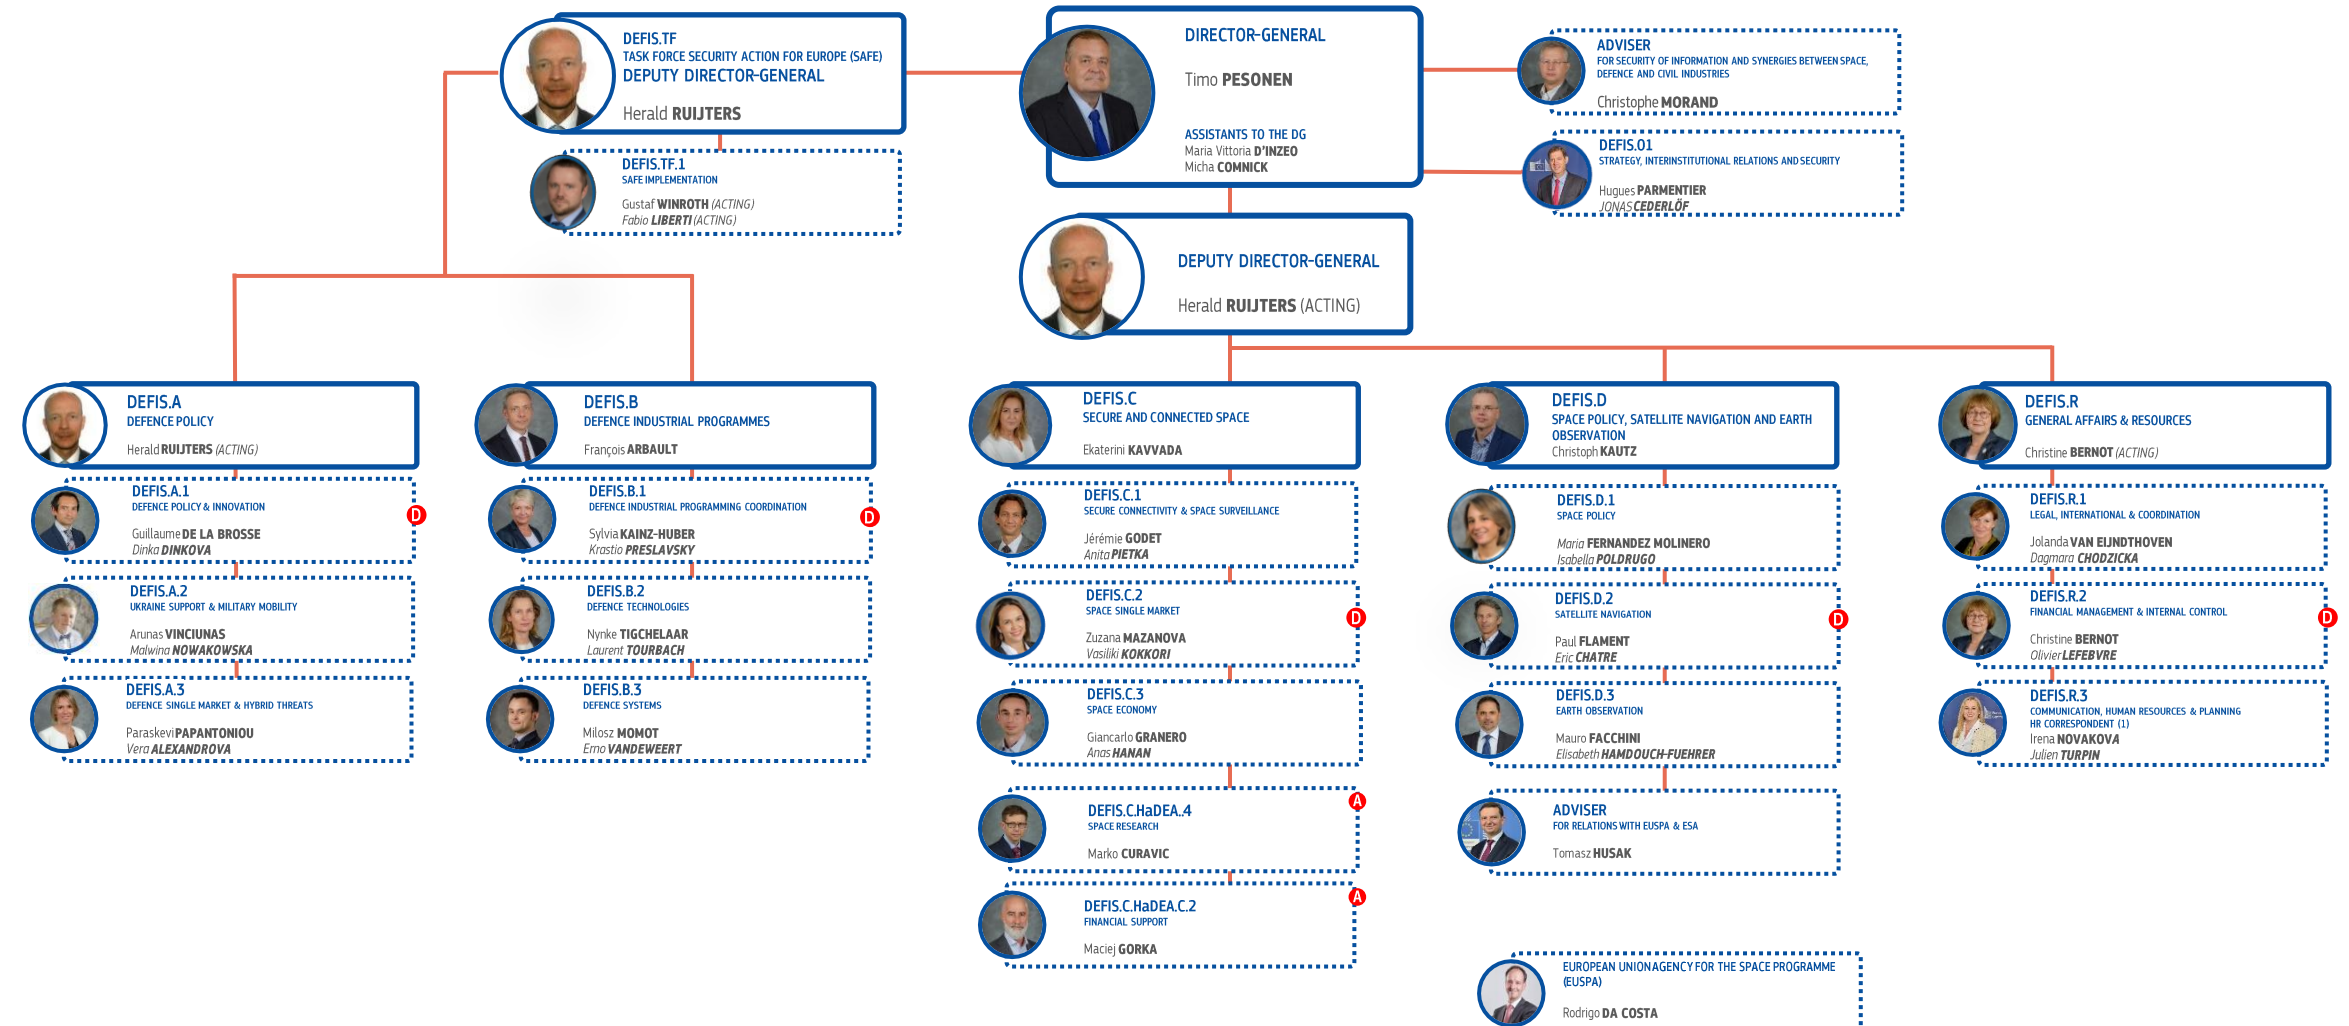 DEFIS.TF
TASK FORCE SECURITY ACTION FOR EUROPE (SAFE)
DEPUTY DIRECTOR-GENERAL
Herald RUIJTERS
DEFIS.TF.1
SAFE IMPLEMENTATION
Gustaf WINROTH (ACTING)
Fabio LIBERTI (ACTING)
DIRECTOR-GENERAL
Timo PESONEN
ASSISTANTS TO THE DG
Maria Vittoria D'INZEO
Micha COMNICK
ADVISER
FOR SECURITY OF INFORMATION AND SYNERGIES BETWEEN SPACE,
DEFENCE AND CIVIL INDUSTRIES
Christophe MORAND
DEFIS.01
STRATEGY, INTERINSTITUTIONAL RELATIONS AND SECURITY
Hugues PARMENTIER
JONAS CEDERLÖF
DEPUTY DIRECTOR-GENERAL
Herald RUIJTERS (ACTING)
DEFIS.A
DEFENCE POLICY
Herald RUIJTERS (ACTING)
DEFIS.A.1
DEFENCE POLICY & INNOVATION
Guillaume DE LA BROSSE
Dinka DINKOVA
D
DEFIS.A.2
UKRAINE SUPPORT & MILITARY MOBILITY
Arunas VINCIUNAS
Malwina NOWAKOWSKA
DEFIS.A.3
DEFENCE SINGLE MARKET & HYBRID THREATS
Paraskevi PAPANTONIOU
Vera ALEXANDROVA
DEFIS.B
DEFENCE INDUSTRIAL PROGRAMMES
François ARBAULT
DEFIS.B.1
DEFENCE INDUSTRIAL PROGRAMMING COORDINATION
Sylvia KAINZ-HUBER
Krastio PRESLAVSKY
D
DEFIS.B.2
DEFENCE TECHNOLOGIES
Nynke TIGCHELAAR
Laurent TOURBACH
DEFIS.B.3
DEFENCE SYSTEMS
Milosz MOMOT
Erno VANDEWEERT
DEFIS.C
SECURE AND CONNECTED SPACE
Ekaterini KAVVADA
DEFIS.C.1
SECURE CONNECTIVITY & SPACE SURVEILLANCE
Jérémie GODET
Anita PIETKA
DEFIS.C.2
SPACE SINGLE MARKET
Zuzana MAZANOVA
Vasiliki KOKKORI
D
DEFIS.C.3
SPACE ECONOMY
Giancarlo GRANERO
Anas HANAN
DEFIS.C.HaDEA.4
SPACE RESEARCH
Marko CURAVIC
A
DEFIS.C.HaDEA.C.2
FINANCIAL SUPPORT
Maciej GORKA
A
DEFIS.D
SPACE POLICY, SATELLITE NAVIGATION AND EARTH
OBSERVATION
Christoph KAUTZ
DEFIS.D.1
SPACE POLICY
Maria FERNANDEZ MOLINERO
Isabella POLDRUGO
DEFIS.D.2
SATELLITE NAVIGATION
Paul FLAMENT
Eric CHATRE
D
DEFIS.D.3
EARTH OBSERVATION
Mauro FACCHINI
Elisabeth HAMDOUCH-FUEHRER
ADVISER
FOR RELATIONS WITH EUSPA & ESA
Tomasz HUSAK
EUROPEAN UNION AGENCY FOR THE SPACE PROGRAMME
(EUSPA)
Rodrigo DA COSTA
DEFIS.R
GENERAL AFFAIRS & RESOURCES
Christine BERNOT (ACTING)
DEFIS.R.1
LEGAL, INTERNATIONAL & COORDINATION
Jolanda VAN EIJNDTHOVEN
Dagmara CHODZICKA
DEFIS.R.2
FINANCIAL MANAGEMENT & INTERNAL CONTROL
Christine BERNOT
Olivier LEFEBVRE
D
DEFIS.R.3
COMMUNICATION, HUMAN RESOURCES & PLANNING
HR CORRESPONDENT (1)
Irena NOVAKOVA
Julien TURPIN